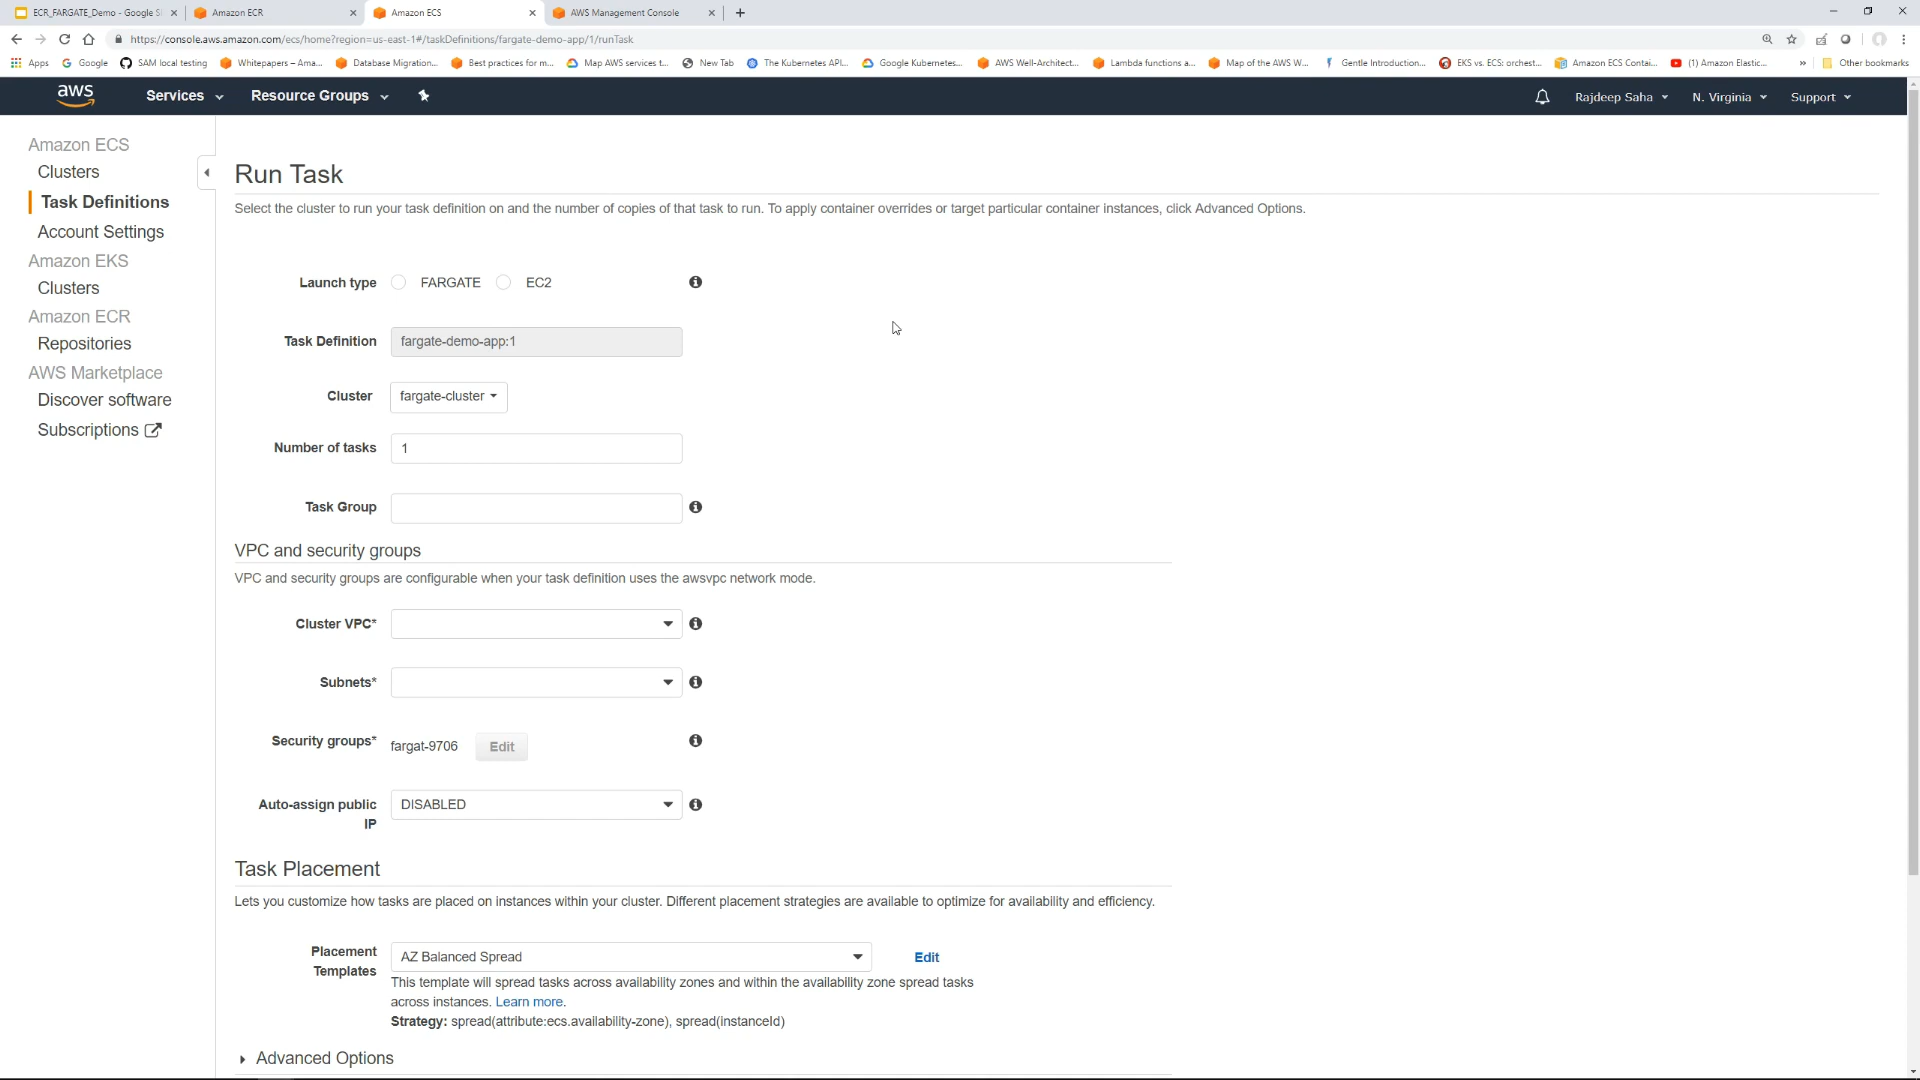 ECR_FARGATE_Demo - Google Sl
Amazon ECR
Amazon ECS
AWS Management Console
https://console.aws.amazon.com/ecs/home?region=us-east-1#/taskDefinitions/fargate-demo-app/1/runTask
Apps
Google
SAM local testing
Whitepapers – Ama...
Database Migration...
Best practices for m...
Map AWS services t...
New Tab
The Kubernetes API...
Google Kubernetes...
AWS Well-Architect...
Lambda functions a...
Map of the AWS W...
Gentle Introduction...
EKS vs. ECS: orchest...
Amazon ECS Contai...
(1) Amazon Elastic...
»
Other bookmarks
aws
Services
Resource Groups
Rajdeep Saha
N. Virginia
Support
Amazon ECS
Clusters
Task Definitions
Account Settings
Amazon EKS
Clusters
Amazon ECR
Repositories
AWS Marketplace
Discover software
Subscriptions
Run Task
Select the cluster to run your task definition on and the number of copies of that task to run. To apply container overrides or target particular container instances, click Advanced Options.
Launch type FARGATE EC2
Task Definition fargate-demo-app:1
Cluster fargate-cluster
Number of tasks 1
Task Group
VPC and security groups
VPC and security groups are configurable when your task definition uses the awsvpc network mode.
Cluster VPC*
Subnets*
Security groups* fargat-9706 Edit
Auto-assign public IP DISABLED
Task Placement
Lets you customize how tasks are placed on instances within your cluster. Different placement strategies are available to optimize for availability and efficiency.
Placement Templates AZ Balanced Spread Edit
This template will spread tasks across availability zones and within the availability zone spread tasks
across instances. Learn more.
Strategy: spread(attribute:ecs.availability-zone), spread(instanceId)
Advanced Options